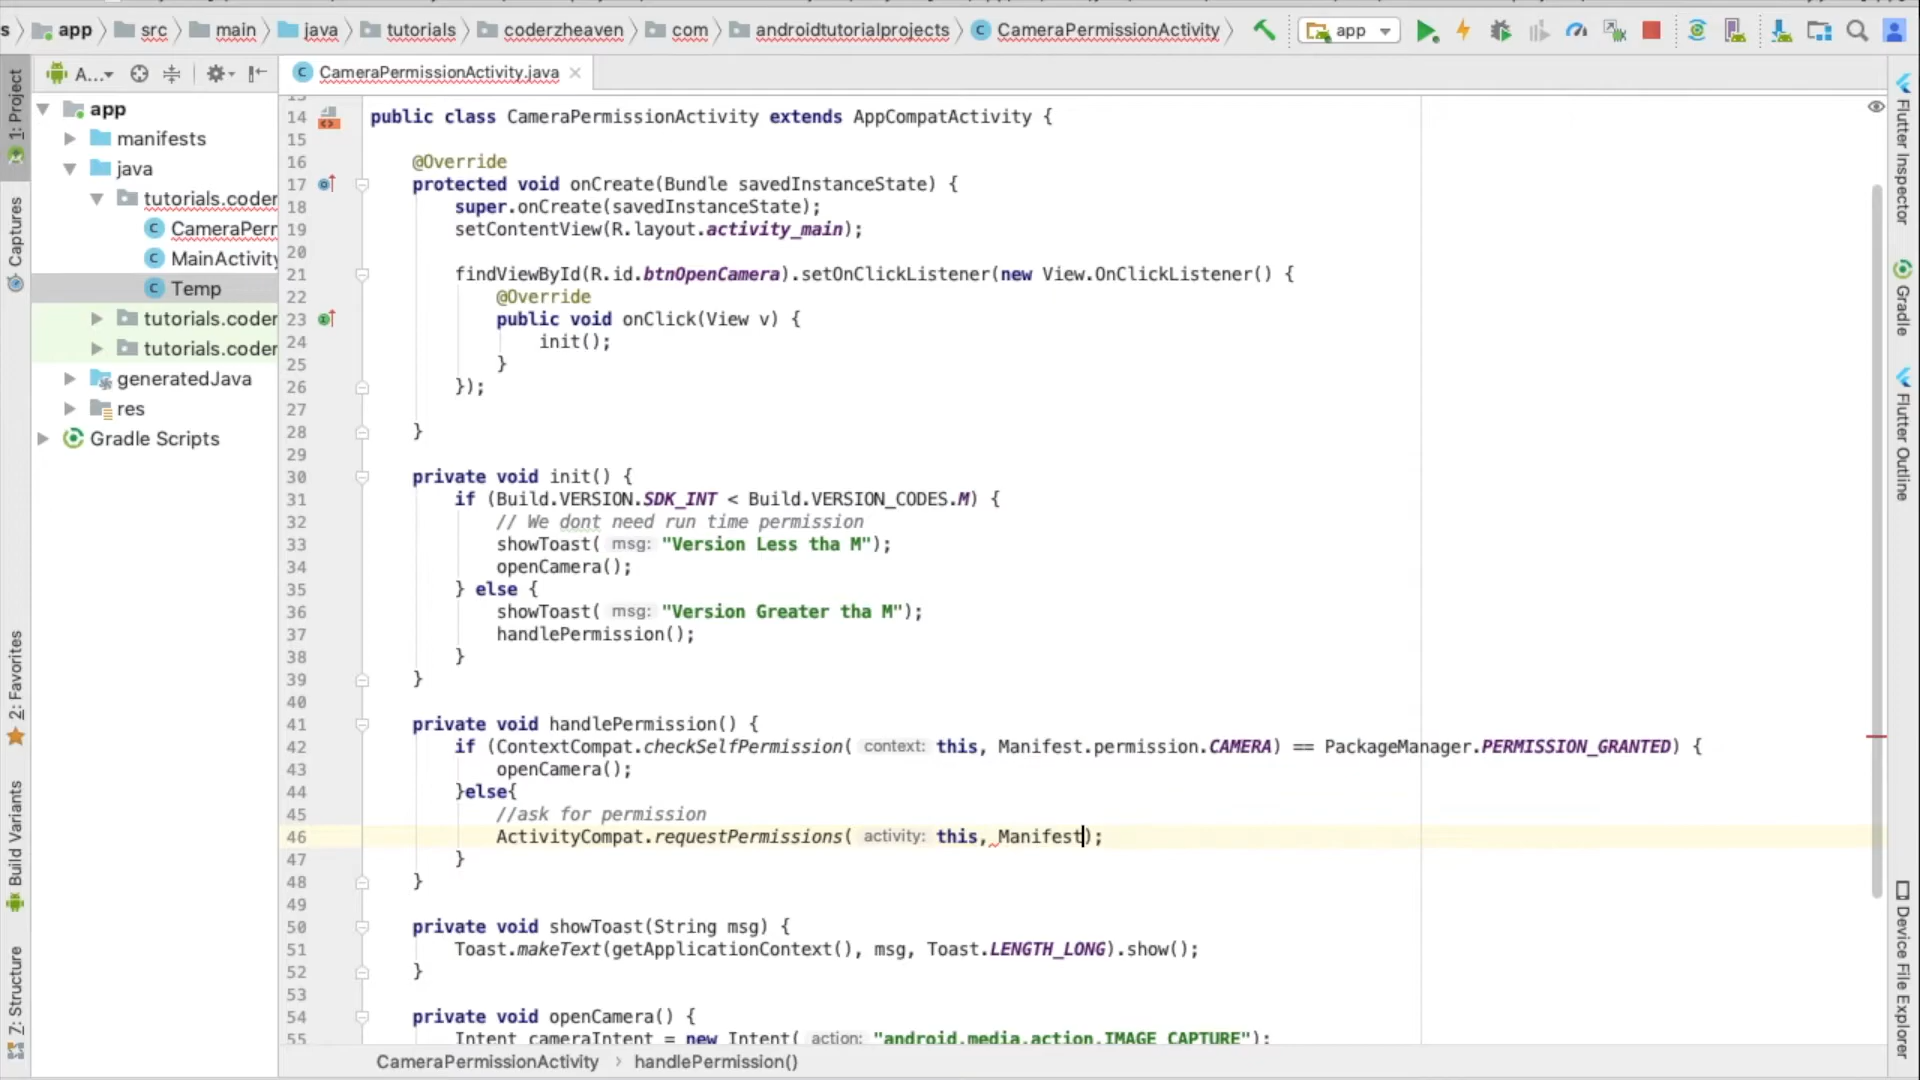 s app src main java tutorials coderzheaven com androidtutorialprojects CameraPermissionActivity app
A... CameraPermissionActivity.java
1: Project
Captures
2: Favorites
Build Variants
Z: Structure
app
manifests
java
tutorials.coder
CameraPerr
MainActivity
Temp
tutorials.coder
tutorials.coder
generatedJava
res
Gradle Scripts
14 public class CameraPermissionActivity extends AppCompatActivity {
15
16 @Override
17 protected void onCreate(Bundle savedInstanceState) {
18 super.onCreate(savedInstanceState);
19 setContentView(R.layout.activity_main);
20
21 findViewById(R.id.btnOpenCamera).setOnClickListener(new View.OnClickListener() {
22 @Override
23 public void onClick(View v) {
24 init();
25 }
26 });
27
28 }
29
30 private void init() {
31 if (Build.VERSION.SDK_INT < Build.VERSION_CODES.M) {
32 // We dont need run time permission
33 showToast( msg: "Version Less tha M");
34 openCamera();
35 } else {
36 showToast( msg: "Version Greater tha M");
37 handlePermission();
38 }
39 }
40
41 private void handlePermission() {
42 if (ContextCompat.checkSelfPermission( context: this, Manifest.permission.CAMERA) == PackageManager.PERMISSION_GRANTED) {
43 openCamera();
44 }else{
45 //ask for permission
46 ActivityCompat.requestPermissions( activity: this, Manifest);
47 }
48 }
49
50 private void showToast(String msg) {
51 Toast.makeText(getApplicationContext(), msg, Toast.LENGTH_LONG).show();
52 }
53
54 private void openCamera() {
55 Intent cameraIntent = new Intent( action: "android.media.action.IMAGE_CAPTURE");
CameraPermissionActivity › handlePermission()
Flutter Inspector
Gradle
Flutter Outline
Device File Explorer